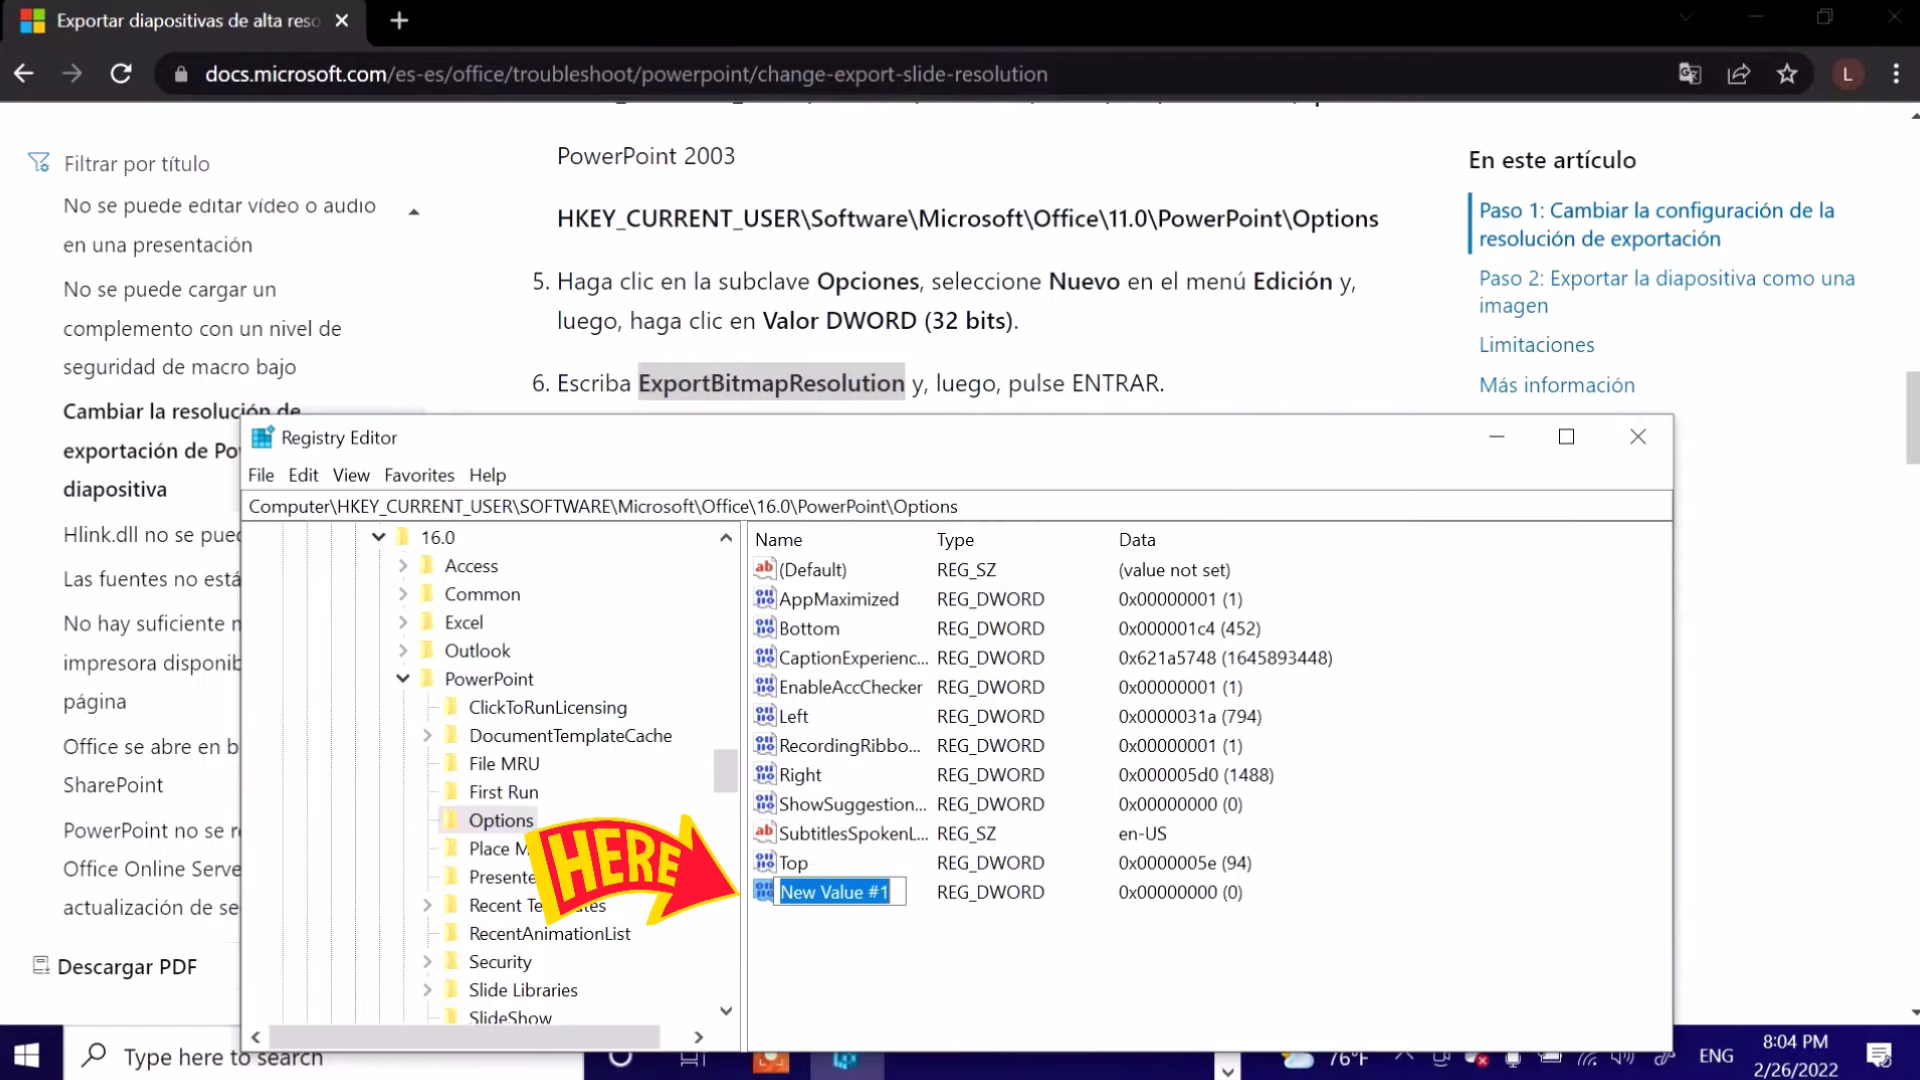 Exportar diapositivas de alta reso
docs.microsoft.com/es-es/office/troubleshoot/powerpoint/change-export-slide-resolution
L
Filtrar por título
No se puede editar vídeo o audio
en una presentación
No se puede cargar un
complemento con un nivel de
seguridad de macro bajo
Cambiar la resolución de
exportación de Po
diapositiva
Hlink.dll no se
Las fuentes no
No hay suficiente
impresora
página
Office se abre en
SharePoint
PowerPoint no se
Office Online
actualización de
Descargar PDF
PowerPoint 2003
HKEY_CURRENT_USER\Software\Microsoft\Office\11.0\PowerPoint\Options
5. Haga clic en la subclave Opciones, seleccione Nuevo en el menú Edición y,
luego, haga clic en Valor DWORD (32 bits).
6. Escriba ExportBitmapResolution y, luego, pulse ENTRAR.
En este artículo
Paso 1: Cambiar la configuración de la
resolución de exportación
Paso 2: Exportar la diapositiva como una
imagen
Limitaciones
Más información
Registry Editor
File Edit View Favorites Help
Computer\HKEY_CURRENT_USER\SOFTWARE\Microsoft\Office\16.0\PowerPoint\Options
16.0
Access
Common
Excel
Outlook
PowerPoint
ClickToRunLicensing
DocumentTemplateCache
File MRU
First Run
Options
Place M
Presente
Recent
RecentAnimationList
Security
Slide Libraries
SlideShow
HERE
Name Type Data
(Default) REG_SZ (value not set)
AppMaximized REG_DWORD 0x00000001 (1)
Bottom REG_DWORD 0x000001c4 (452)
CaptionExperienc... REG_DWORD 0x621a5748 (1645893448)
EnableAccChecker REG_DWORD 0x00000001 (1)
Left REG_DWORD 0x0000031a (794)
RecordingRibbo... REG_DWORD 0x00000001 (1)
Right REG_DWORD 0x000005d0 (1488)
ShowSuggestion... REG_DWORD 0x00000000 (0)
SubtitlesSpokenL... REG_SZ en-US
Top REG_DWORD 0x0000005e (94)
New Value #1 REG_DWORD 0x00000000 (0)
Type here to search
76°F
ENG
8:04 PM
2/26/2022